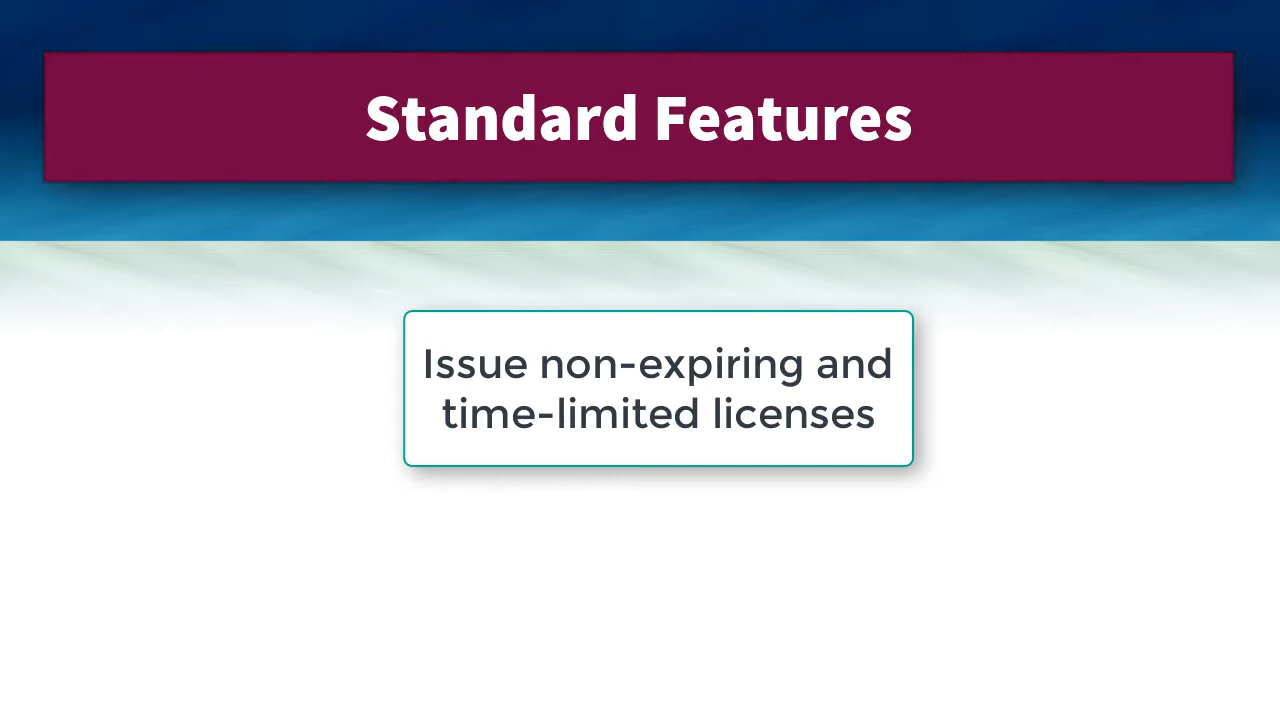 Standard Features
Issue non-expiring and
time-limited licenses